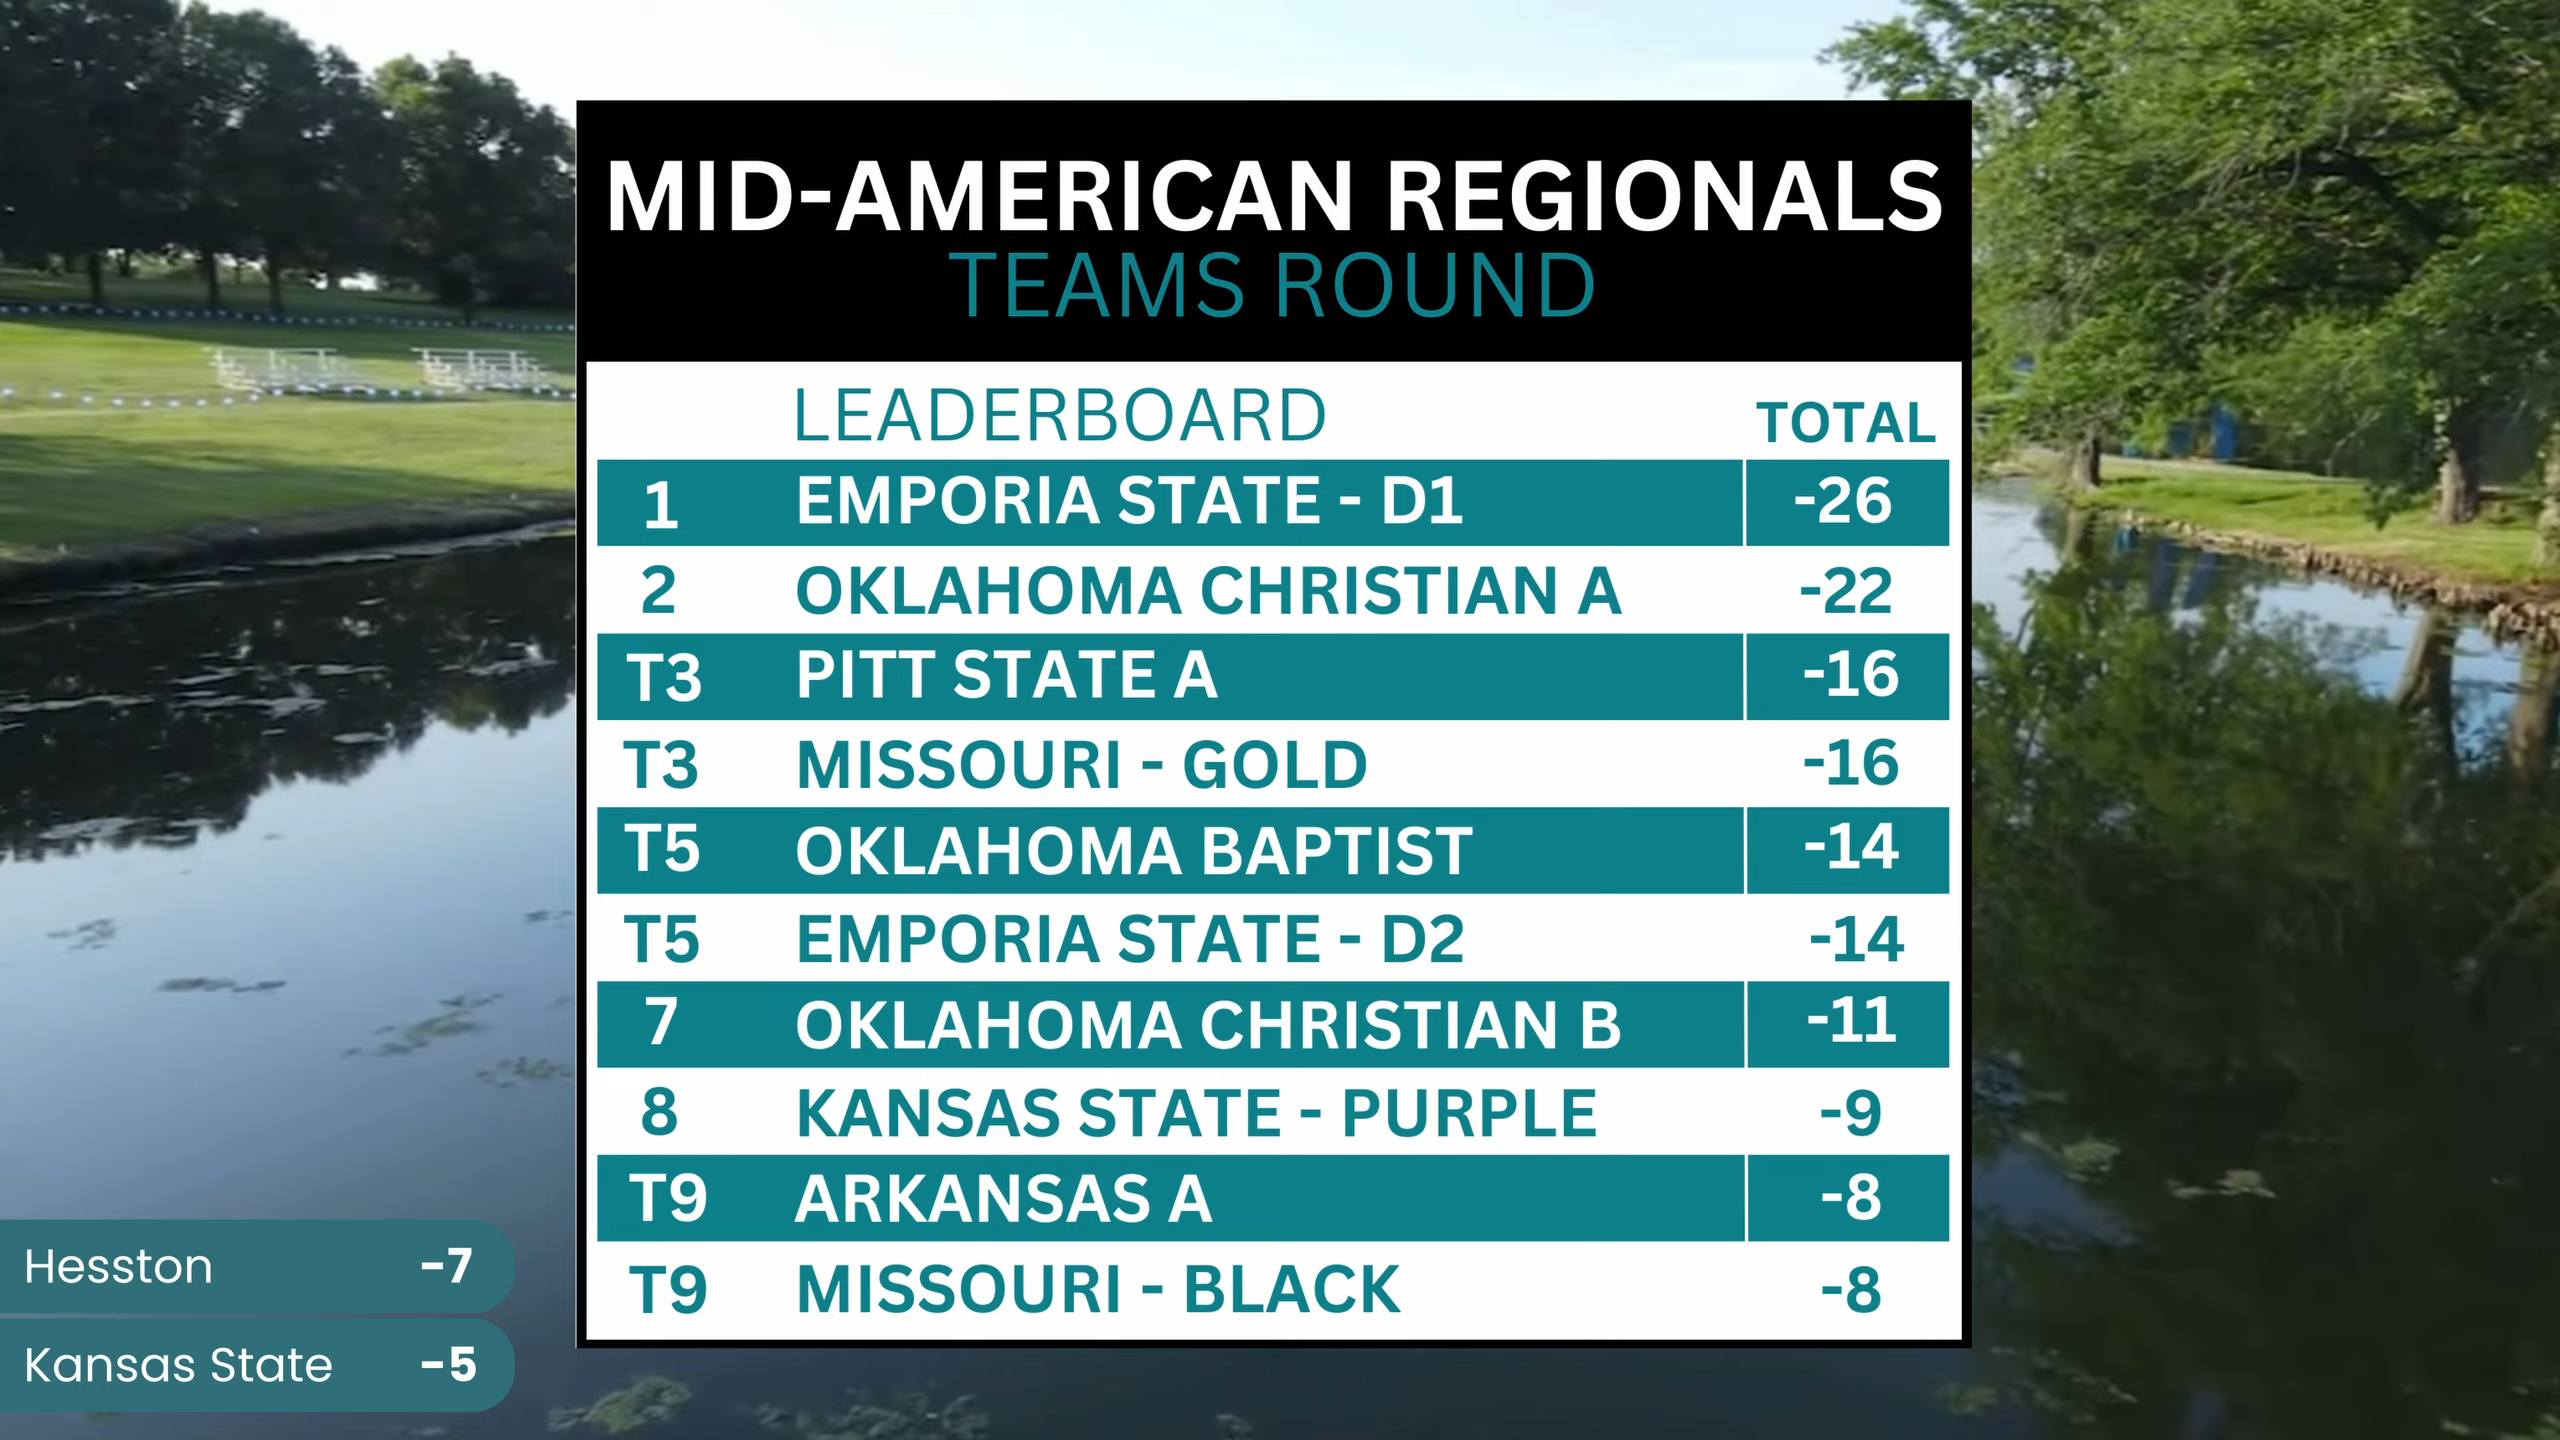 MID-AMERICAN REGIONALS
TEAMS ROUND
LEADERBOARD TOTAL
1 EMPORIA STATE - D1 -26
2 OKLAHOMA CHRISTIAN A -22
T3 PITT STATE A -16
T3 MISSOURI - GOLD -16
T5 OKLAHOMA BAPTIST -14
T5 EMPORIA STATE - D2 -14
7 OKLAHOMA CHRISTIAN B -11
8 KANSAS STATE - PURPLE -9
T9 ARKANSAS A -8
T9 MISSOURI - BLACK -8
Hesston -7
Kansas State -5